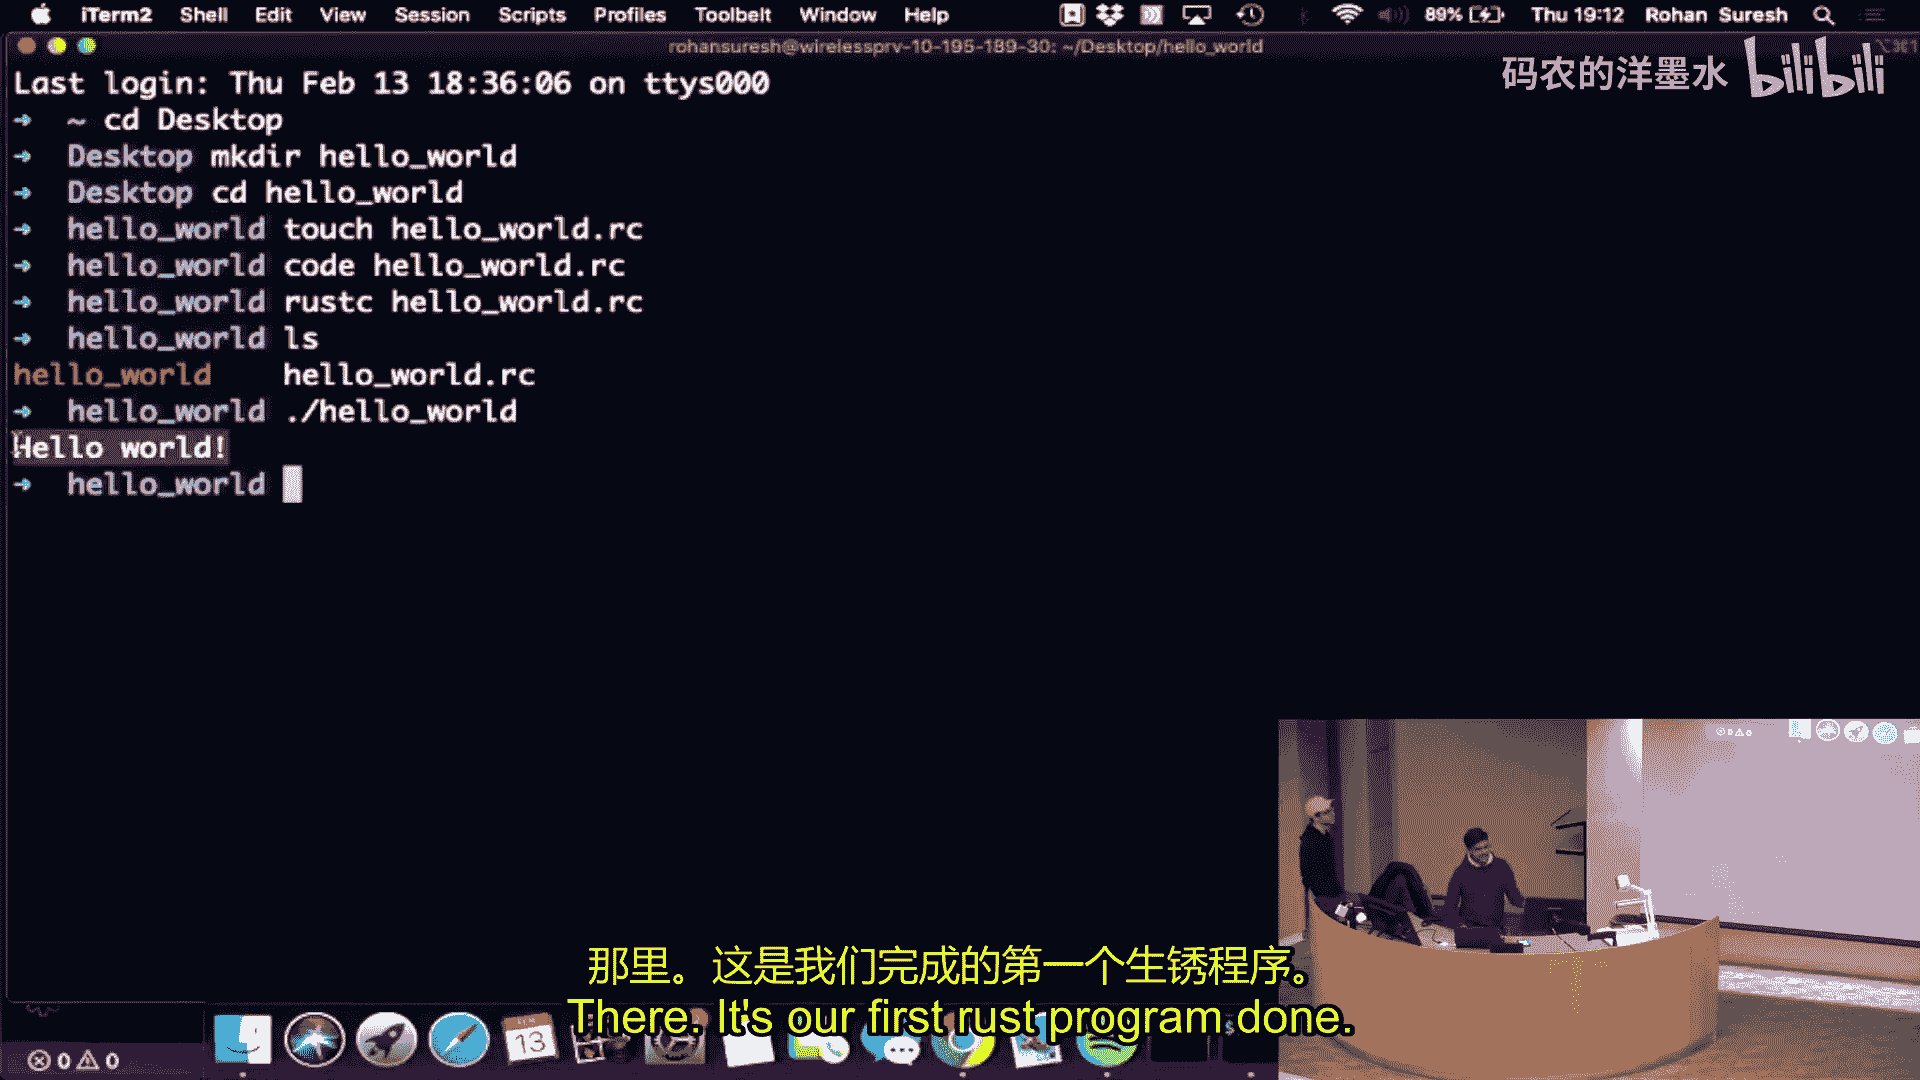 iTerm2 Shell Edit View Session Scripts Profiles Toolbelt Window Help 89% Thu 19:12 Rohan Suresh
rohansuresh@wirelessprv-10-195-189-30: ~/Desktop/hello_world ⌥⌘1
码农的洋墨水 bilibili
Last login: Thu Feb 13 18:36:06 on ttys000
➜ ~ cd Desktop
➜ Desktop mkdir hello_world
➜ Desktop cd hello_world
➜ hello_world touch hello_world.rc
➜ hello_world code hello_world.rc
➜ hello_world rustc hello_world.rc
➜ hello_world ls
hello_world hello_world.rc
➜ hello_world ./hello_world
Hello world!
➜ hello_world
那里。这是我们完成的第一个生锈程序。
There. It's our first rust program done.
13
0 0